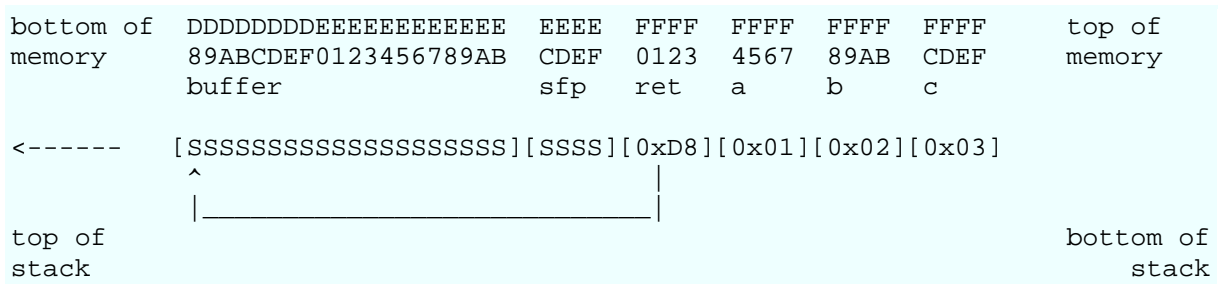 bottom of  DDDDDDDDEEEEEEEEEEEE  EEEE  FFFF  FFFF  FFFF  FFFF     top of
memory     89ABCDEF0123456789AB  CDEF  0123  4567  89AB  CDEF     memory
           buffer                sfp   ret   a     b     c
<------   [SSSSSSSSSSSSSSSSSSSS][SSSS][0xD8][0x01][0x02][0x03]
           ^                            |
           |____________________________|
top of                                                            bottom of
stack                                                                 stack